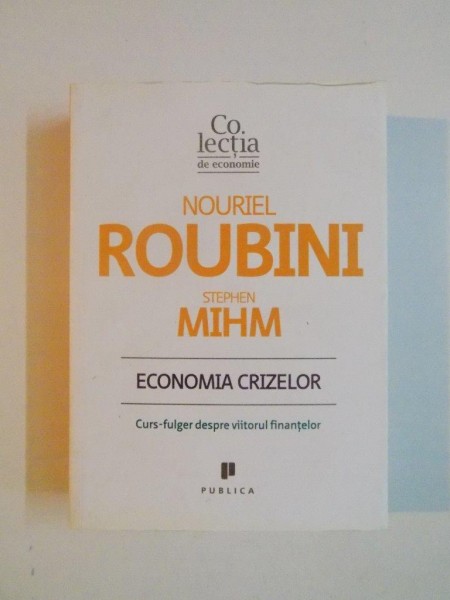 Co.
lecția
de economie
NOURIEL
ROUBINI
STEPHEN
MIHM
ECONOMIA CRIZELOR
Curs-fulger despre viitorul finanțelor
PUBLICA